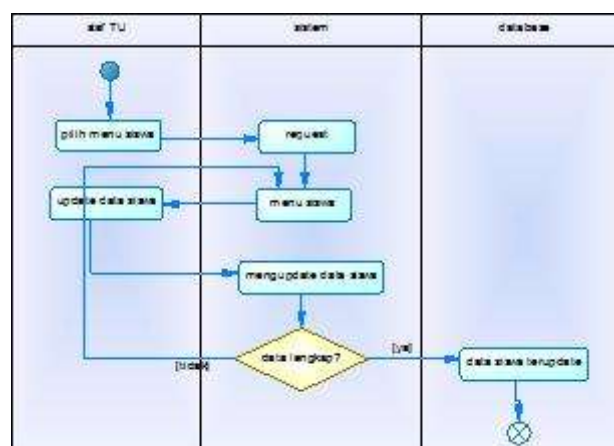 staf TU
sistem
database
pilih menu siswa
request
update data siswa
menu siswa
mengupdate data siswa
data lengkap?
[ya]
[tidak]
data siswa terupdate